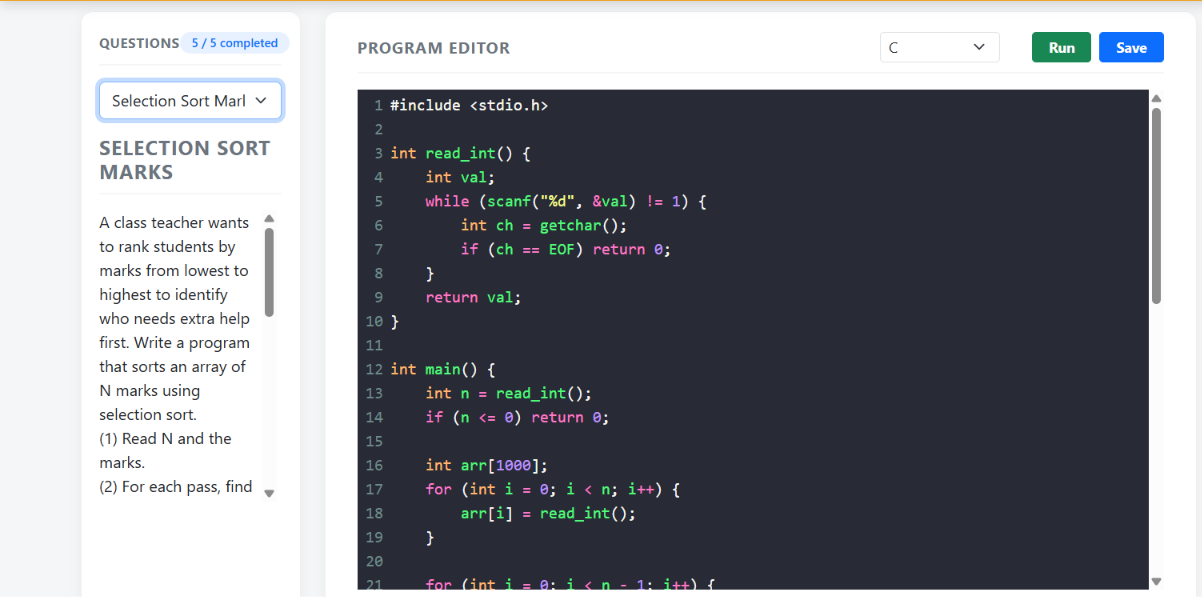 QUESTIONS 5 / 5 completed
Selection Sort Marl
SELECTION SORT
MARKS
A class teacher wants
to rank students by
marks from lowest to
highest to identify
who needs extra help
first. Write a program
that sorts an array of
N marks using
selection sort.
(1) Read N and the
marks.
(2) For each pass, find
PROGRAM EDITOR
C
Run
Save
1 #include <stdio.h>
2
3 int read_int() {
4     int val;
5     while (scanf("%d", &val) != 1) {
6         int ch = getchar();
7         if (ch == EOF) return 0;
8     }
9     return val;
10 }
11
12 int main() {
13     int n = read_int();
14     if (n <= 0) return 0;
15
16     int arr[1000];
17     for (int i = 0; i < n; i++) {
18         arr[i] = read_int();
19     }
20
21     for (int i = 0; i < n - 1; i++) {